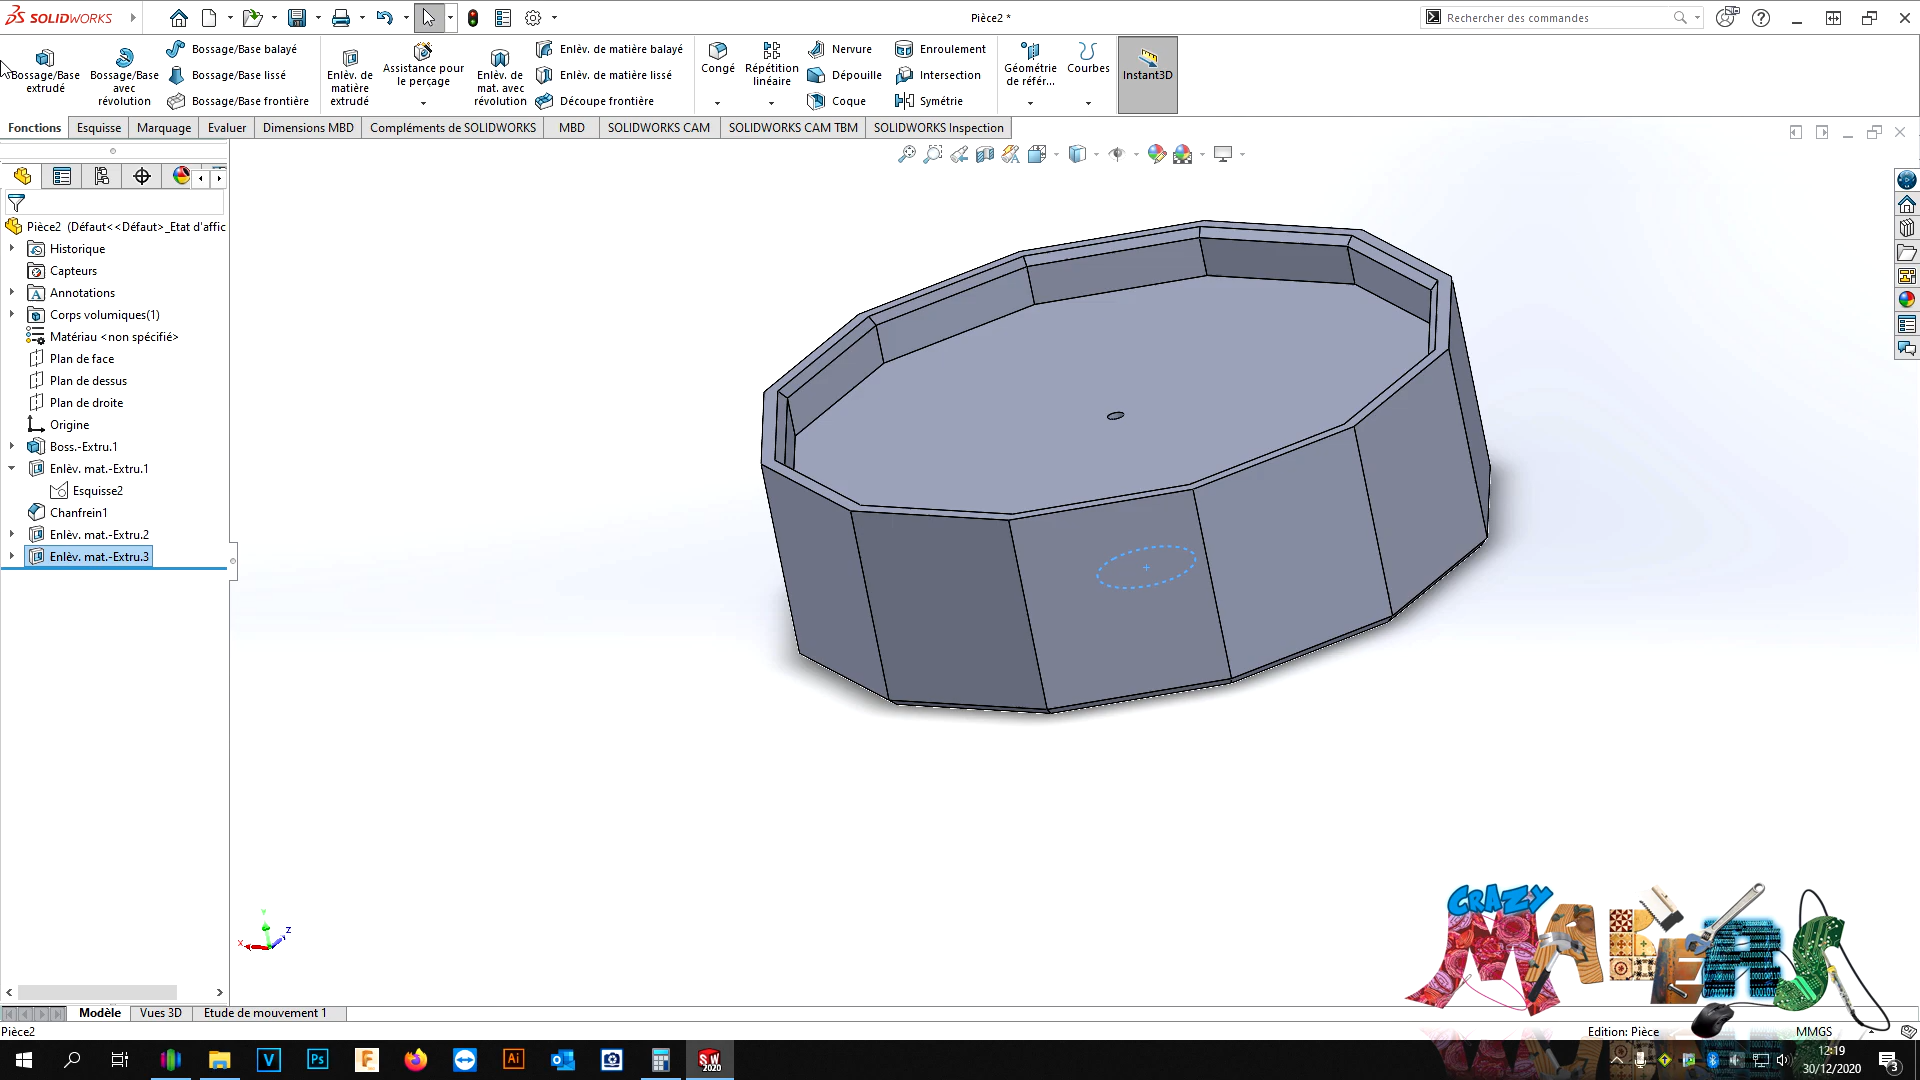 SOLIDWORKS
Pièce2 *
Rechercher des commandes
Bossage/Base
extrudé
Bossage/Base
avec
révolution
Bossage/Base balayé
Bossage/Base lissé
Bossage/Base frontière
Enlèv. de
matière
extrudé
Assistance pour
le perçage
Enlèv. de
mat. avec
révolution
Enlèv. de matière balayé
Enlèv. de matière lissé
Découpe frontière
Congé
Répétition
linéaire
Nervure
Dépouille
Coque
Enroulement
Intersection
Symétrie
Géométrie
de référ...
Courbes
Instant3D
Fonctions
Esquisse
Marquage
Evaluer
Dimensions MBD
Compléments de SOLIDWORKS
MBD
SOLIDWORKS CAM
SOLIDWORKS CAM TBM
SOLIDWORKS Inspection
Pièce2 (Défaut<<Défaut>_Etat d'affic
Historique
Capteurs
Annotations
Corps volumiques(1)
Matériau <non spécifié>
Plan de face
Plan de dessus
Plan de droite
Origine
Boss.-Extru.1
Enlèv. mat.-Extru.1
Esquisse2
Chanfrein1
Enlèv. mat.-Extru.2
Enlèv. mat.-Extru.3
Y
X
Z
CRAZY
MAKERS
Modèle
Vues 3D
Etude de mouvement 1
Pièce2
Edition: Pièce
MMGS
V
Ps
F
Ai
SW
2020
12:19
30/12/2020
3